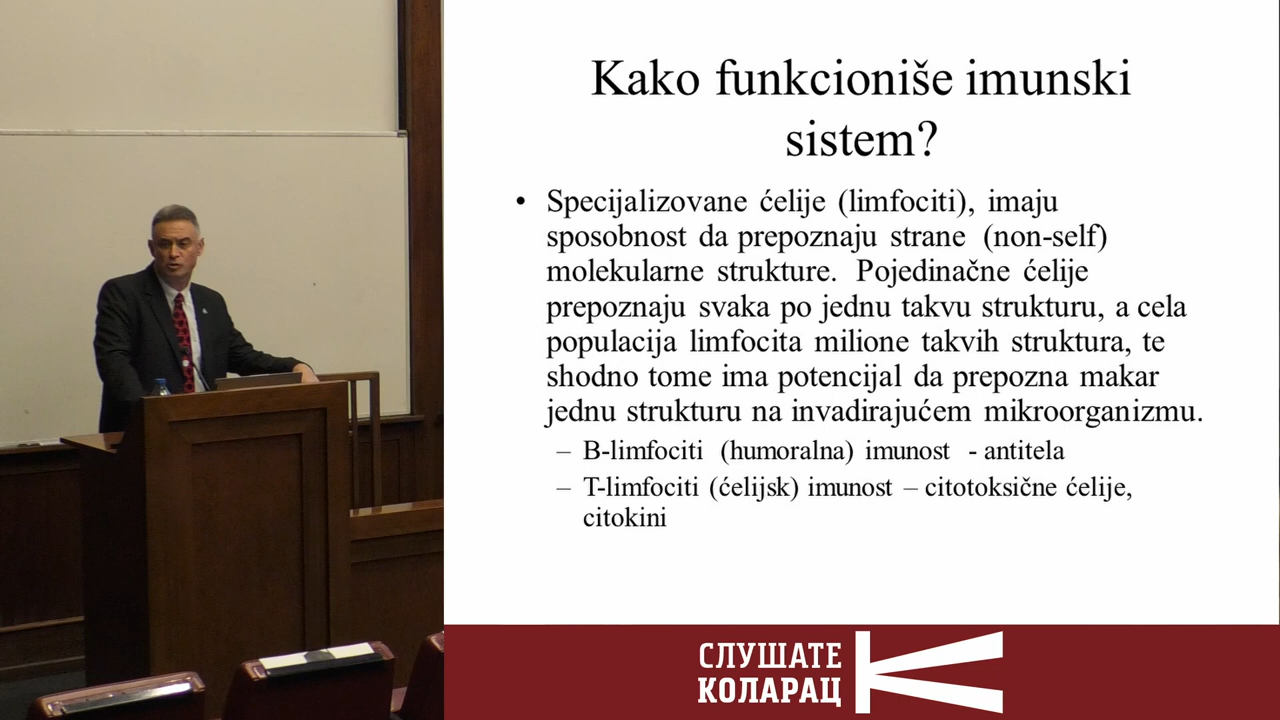 Kako funkcioniše imunski
sistem?
• Specijalizovane ćelije (limfociti), imaju
sposobnost da prepoznaju strane (non-self)
molekularne strukture. Pojedinačne ćelije
prepoznaju svaka po jednu takvu strukturu, a cela
populacija limfocita milione takvih struktura, te
shodno tome ima potencijal da prepozna makar
jednu strukturu na invadirajućem mikroorganizmu.
– B-limfociti (humoralna) imunost - antitela
– T-limfociti (ćelijsk) imunost – citotoksične ćelije,
citokini
СЛУШАТЕ
КОЛАРАЦ